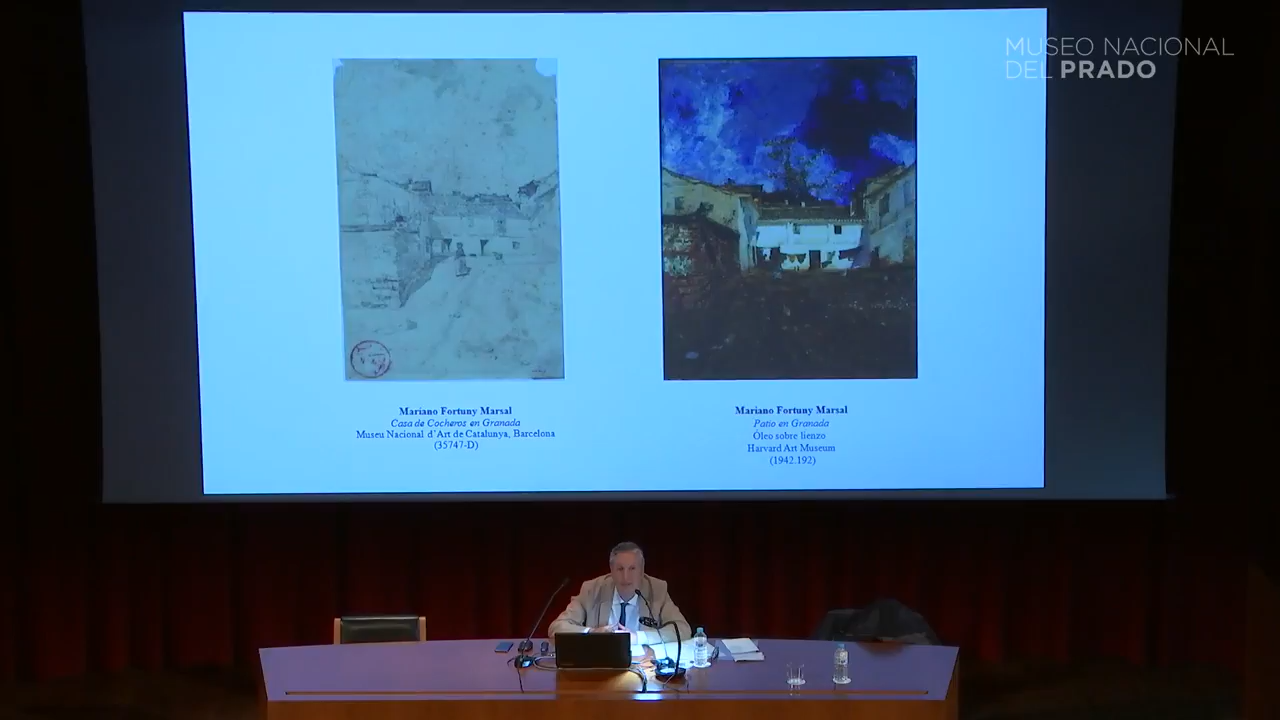 MUSEO NACIONAL
DEL PRADO
Mariano Fortuny Marsal
Casa de Cocheros en Granada
Museu Nacional d'Art de Catalunya, Barcelona
(35747-D)
Mariano Fortuny Marsal
Patio en Granada
Óleo sobre lienzo
Harvard Art Museum
(1942.192)